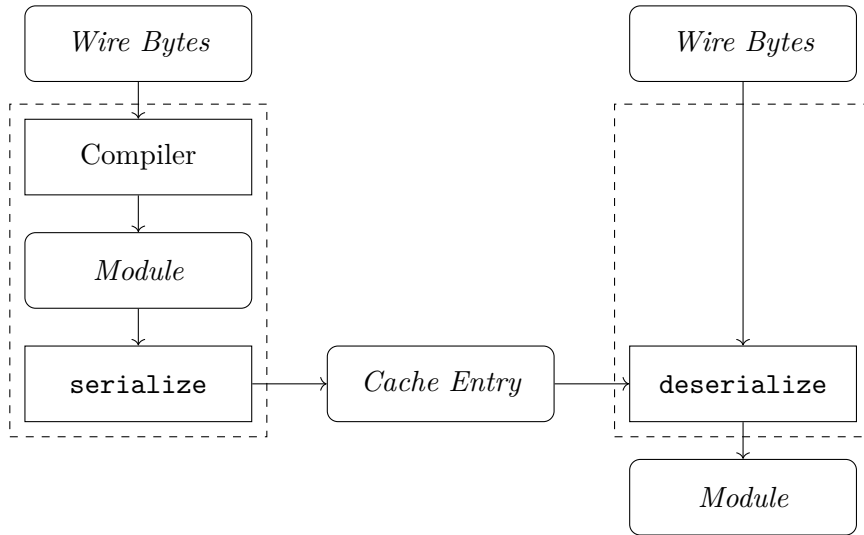 Wire Bytes
Compiler
Module
serialize
Cache Entry
Wire Bytes
deserialize
Module